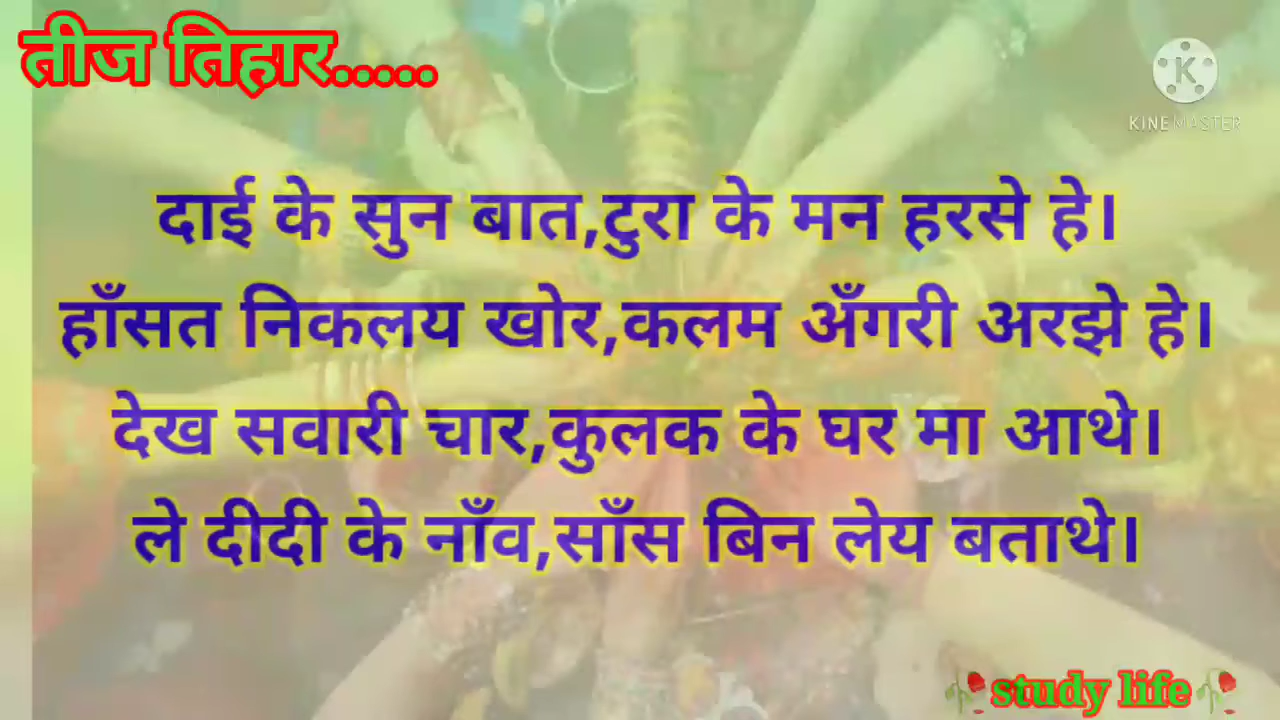 तीज तिहार.....
KINEMASTER
दाई के सुन बात,टुरा के मन हरसे हे।
हाँसत निकलय खोर,कलम अँगरी अरझे हे।
देख सवारी चार,कुलक के घर मा आथे।
ले दीदी के नाँव,साँस बिन लेय बताथे।
study life